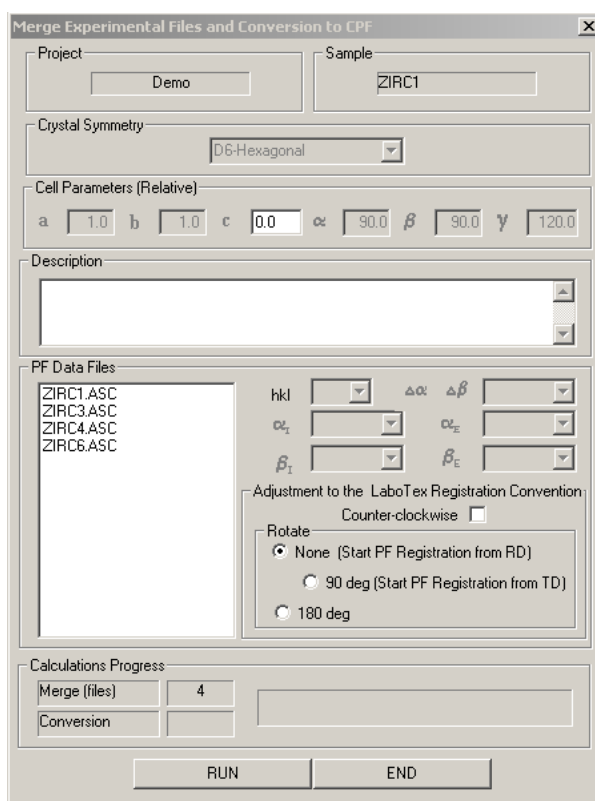 Merge Experimental Files and Conversion to CPF
Project
Demo
Sample
ZIRC1
Crystal Symmetry
D6-Hexagonal
Cell Parameters (Relative)
a 1.0 b 1.0 c 0.0 α 90.0 β 90.0 γ 120.0
Description
PF Data Files
ZIRC1.ASC
ZIRC3.ASC
ZIRC4.ASC
ZIRC6.ASC
hkl Δα Δβ
α_I α_E
β_I β_E
Adjustment to the LaboTex Registration Convention
Counter-clockwise
Rotate
None (Start PF Registration from RD)
90 deg (Start PF Registration from TD)
180 deg
Calculations Progress
Merge (files) 4
Conversion
RUN END